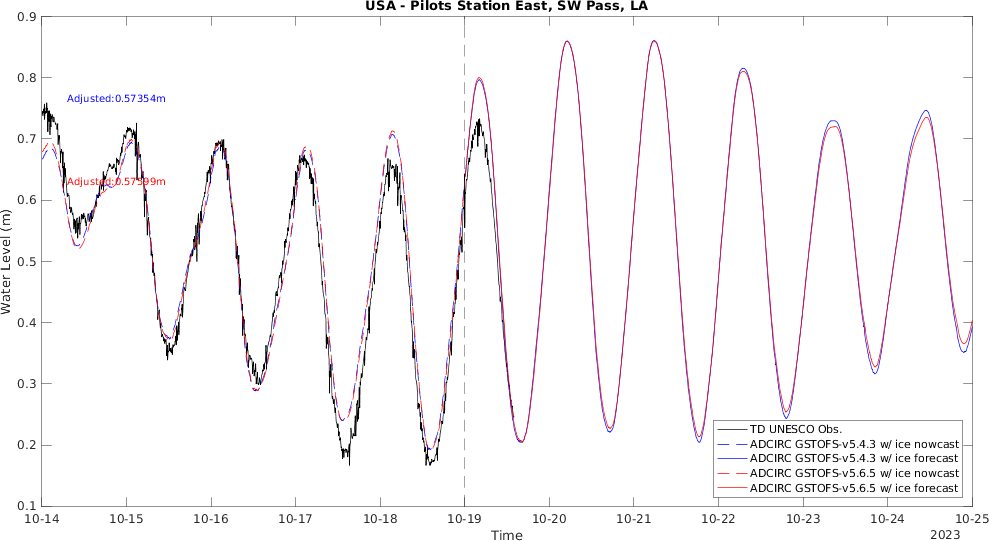 USA - Pilots Station East, SW Pass, LA
0.9
0.8
0.7
0.6
0.5
0.4
0.3
0.2
0.1
Water Level (m)
Adjusted:0.57354m
Adjusted:0.57599m
TD UNESCO Obs.
ADCIRC GSTOFS-v5.4.3 w/ ice nowcast
ADCIRC GSTOFS-v5.4.3 w/ ice forecast
ADCIRC GSTOFS-v5.6.5 w/ ice nowcast
ADCIRC GSTOFS-v5.6.5 w/ ice forecast
10-14 10-15 10-16 10-17 10-18 10-19 10-20 10-21 10-22 10-23 10-24 10-25
Time
2023